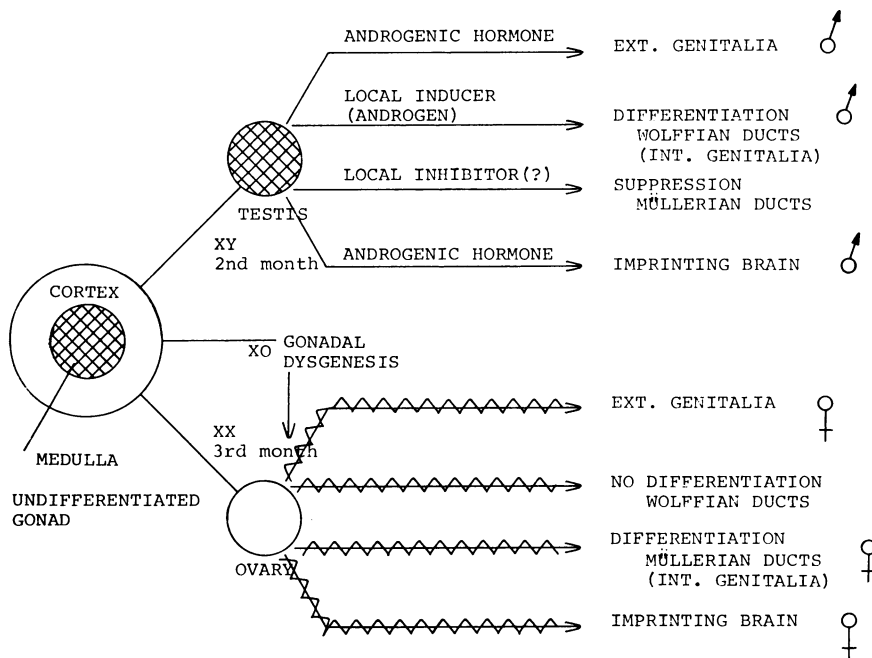 ANDROGENIC HORMONE
EXT. GENITALIA
LOCAL INDUCER
(ANDROGEN)
DIFFERENTIATION
WOLFFIAN DUCTS
(INT. GENITALIA)
LOCAL INHIBITOR(?)
SUPPRESSION
MÜLLERIAN DUCTS
TESTIS
XY
2nd month
ANDROGENIC HORMONE
IMPRINTING BRAIN
CORTEX
XO
GONADAL
DYSGENESIS
MEDULLA
UNDIFFERENTIATED
GONAD
XX
3rd month
EXT. GENITALIA
NO DIFFERENTIATION
WOLFFIAN DUCTS
OVARY
DIFFERENTIATION
MÜLLERIAN DUCTS
(INT. GENITALIA)
IMPRINTING BRAIN